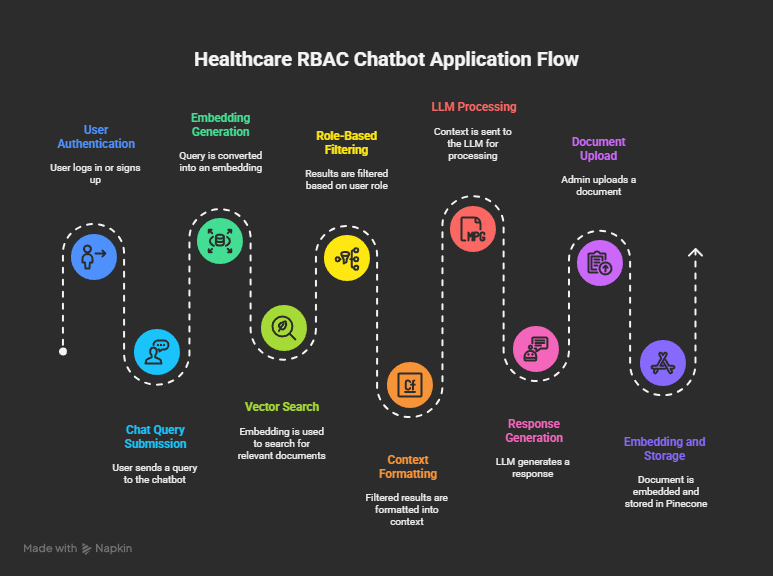 Healthcare RBAC Chatbot Application Flow
User
Authentication
User logs in or signs
up
Chat Query
Submission
User sends a query
to the chatbot
Embedding
Generation
Query is converted
into an embedding
Vector Search
Embedding is used
to search for
relevant documents
Role-Based
Filtering
Results are filtered
based on user role
Cf
Context
Formatting
Filtered results are
formatted into
context
LLM Processing
Context is sent to
the LLM for
processing
MPG
Response
Generation
LLM generates a
response
Document
Upload
Admin uploads a
document
Embedding and
Storage
Document is
embedded and
stored in Pinecone
Made with Napkin